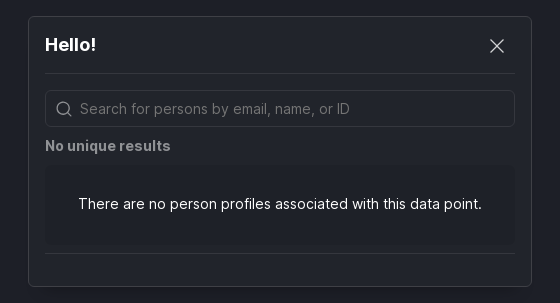 Hello!
Search for persons by email, name, or ID
No unique results
There are no person profiles associated with this data point.